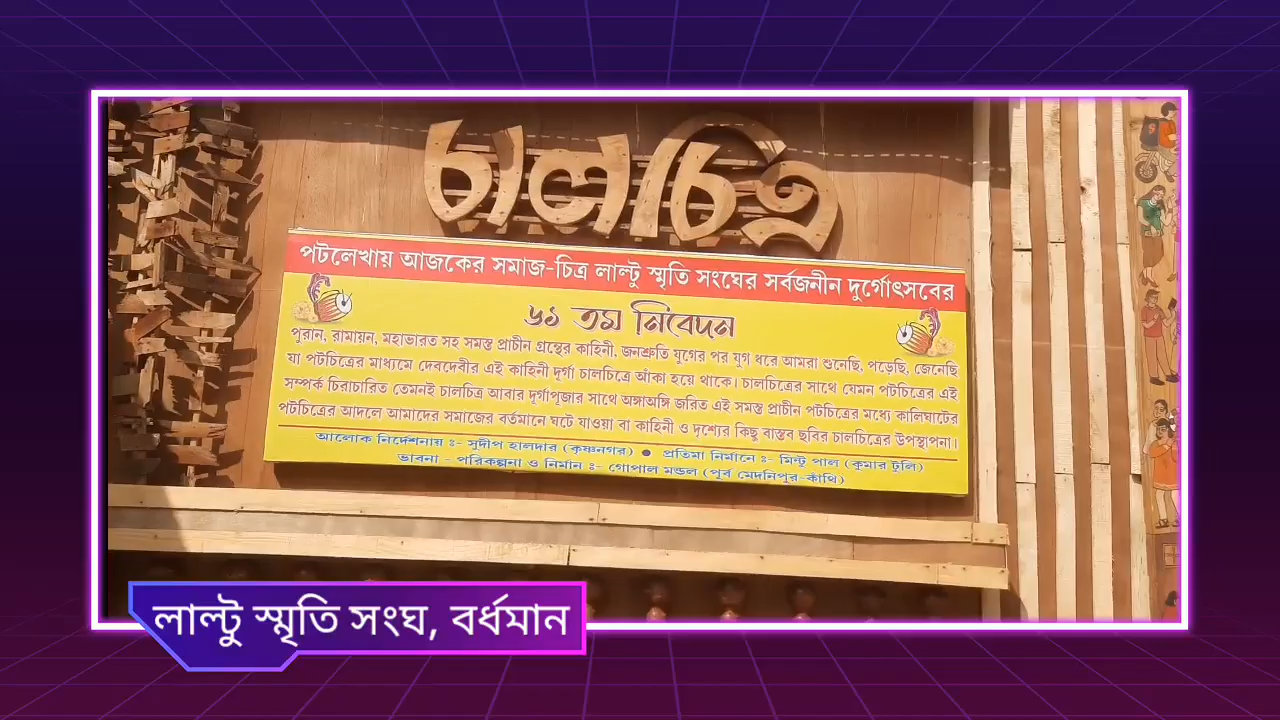 চালচিত্র
পটলেখায় আজকের সমাজ-চিত্র লাল্টু স্মৃতি সংঘের সর্বজনীন দুর্গোৎসবের
৬১ তম নিবেদন
পুরান, রামায়ন, মহাভারত সহ সমস্ত প্রাচীন গ্রন্থের কাহিনী, জনশ্রুতি যুগের পর যুগ ধরে আমরা শুনেছি, পড়েছি, জেনেছি
যা পটচিত্রের মাধ্যমে দেবদেবীর এই কাহিনী দূর্গা চালচিত্রে আঁকা হয়ে থাকে। চালচিত্রের সাথে যেমন পটচিত্রের এই
সম্পর্ক চিরাচারিত তেমনই চালচিত্র আবার দূর্গাপূজার সাথে অঙ্গাঅঙ্গি জরিত এই সমস্ত প্রাচীন পটচিত্রের মধ্যে কালিঘাটের
পটচিত্রের আদলে আমাদের সমাজের বর্তমানে ঘটে যাওয়া বা কাহিনী ও দৃশ্যের কিছু বাস্তব ছবির চালচিত্রের উপস্থাপনা।
আলোক নির্দেশনায় ঃ- সুদীপ হালদার (কৃষ্ণনগর) ● প্রতিমা নির্মানে ঃ- মিন্টু পাল (কুমার টুলি)
ভাবনা - পরিকল্পনা ও নির্মান ঃ- গোপাল মন্ডল (পূর্ব মেদনিপুর-কাঁথি)
লাল্টু স্মৃতি সংঘ, বর্ধমান